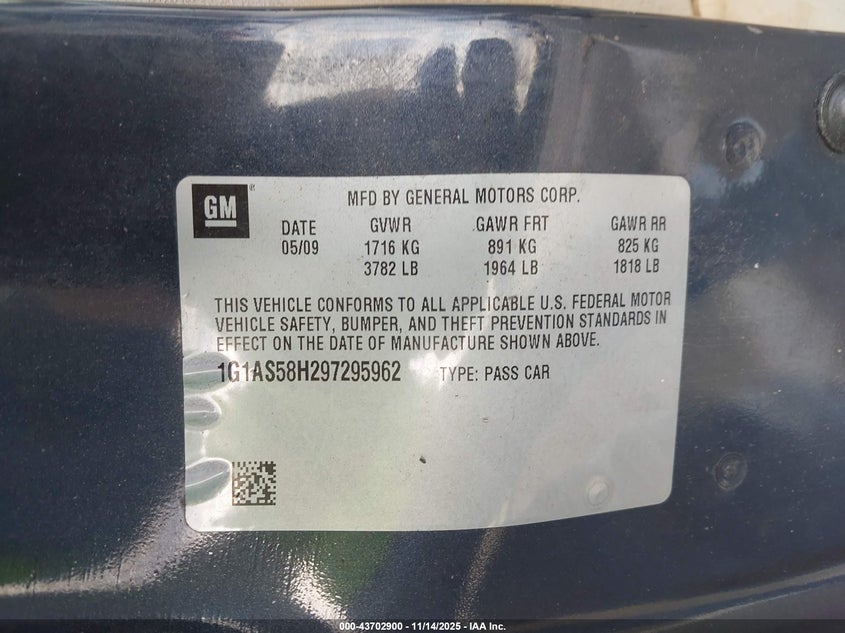 GM
MFD BY GENERAL MOTORS CORP.
DATE GVWR GAWR FRT GAWR RR
05/09 1716 KG 891 KG 825 KG
3782 LB 1964 LB 1818 LB
THIS VEHICLE CONFORMS TO ALL APPLICABLE U.S. FEDERAL MOTOR
VEHICLE SAFETY, BUMPER, AND THEFT PREVENTION STANDARDS IN
EFFECT ON THE DATE OF MANUFACTURE SHOWN ABOVE.
1G1AS58H297295962 TYPE: PASS CAR
000-43702900 - 11/14/2025 - IAA Inc.